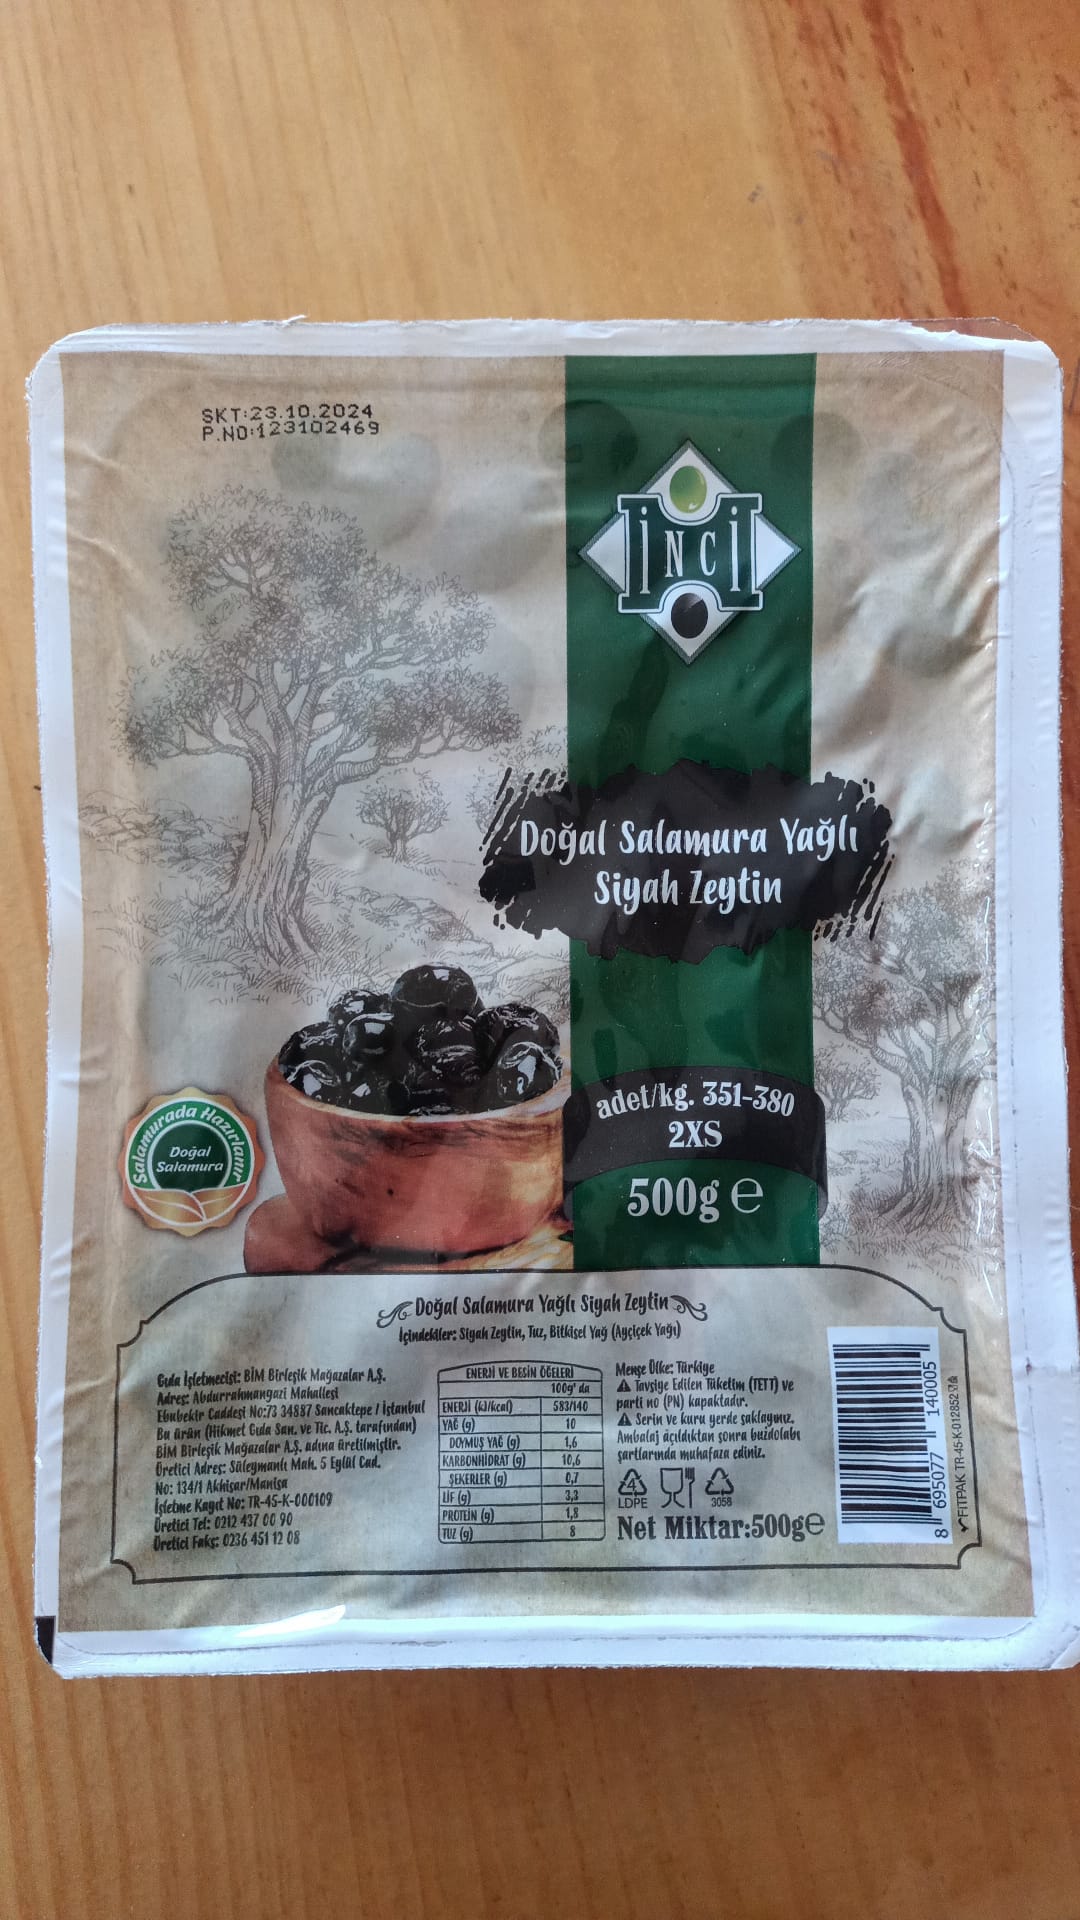 SKT:23.10.2024
P.NO:123102469
İNCİ
Doğal Salamura Yağlı
Siyah Zeytin
adet/kg. 351-380
2XS
500g e
Salamurada Hazırlanır
Doğal
Salamura
Doğal Salamura Yağlı Siyah Zeytin
İçindekiler: Siyah Zeytin, Tuz, Bitkisel Yağ (Ayçiçek Yağı)
Gıda İşletmecisi: BİM Birleşik Mağazalar A.Ş.
Adres: Abdurrahmangazi Mahallesi
Ebubekir Caddesi No:73 34887 Sancaktepe / İstanbul
Bu ürün (Hikmet Gıda San. ve Tic. A.Ş. tarafından)
BİM Birleşik Mağazalar A.Ş. adına üretilmiştir.
Üretici Adres: Süleymanlı Mah. 5 Eylül Cad.
No: 134/1 Akhisar/Manisa
İşletme Kayıt No: TR-45-K-000109
Üretici Tel: 0212 437 00 90
Üretici Faks: 0236 451 12 08
ENERJİ VE BESİN ÖĞELERİ
100g' da
ENERJİ (kJ/kcal) 583/140
YAĞ (g) 10
DOYMUŞ YAĞ (g) 1,6
KARBONHİDRAT (g) 10,6
ŞEKERLER (g) 0,7
LİF (g) 3,3
PROTEİN (g) 1,8
TUZ (g) 8
Menşe Ülke: Türkiye
Tavsiye Edilen Tüketim (TETT) ve
parti no (PN) kapaktadır.
Serin ve kuru yerde saklayınız.
Ambalaj açıldıktan sonra buzdolabı
şartlarında muhafaza ediniz.
4
LDPE
3058
Net Miktar:500g e
8 695077 140005
FITPAK TR-45-K-012852